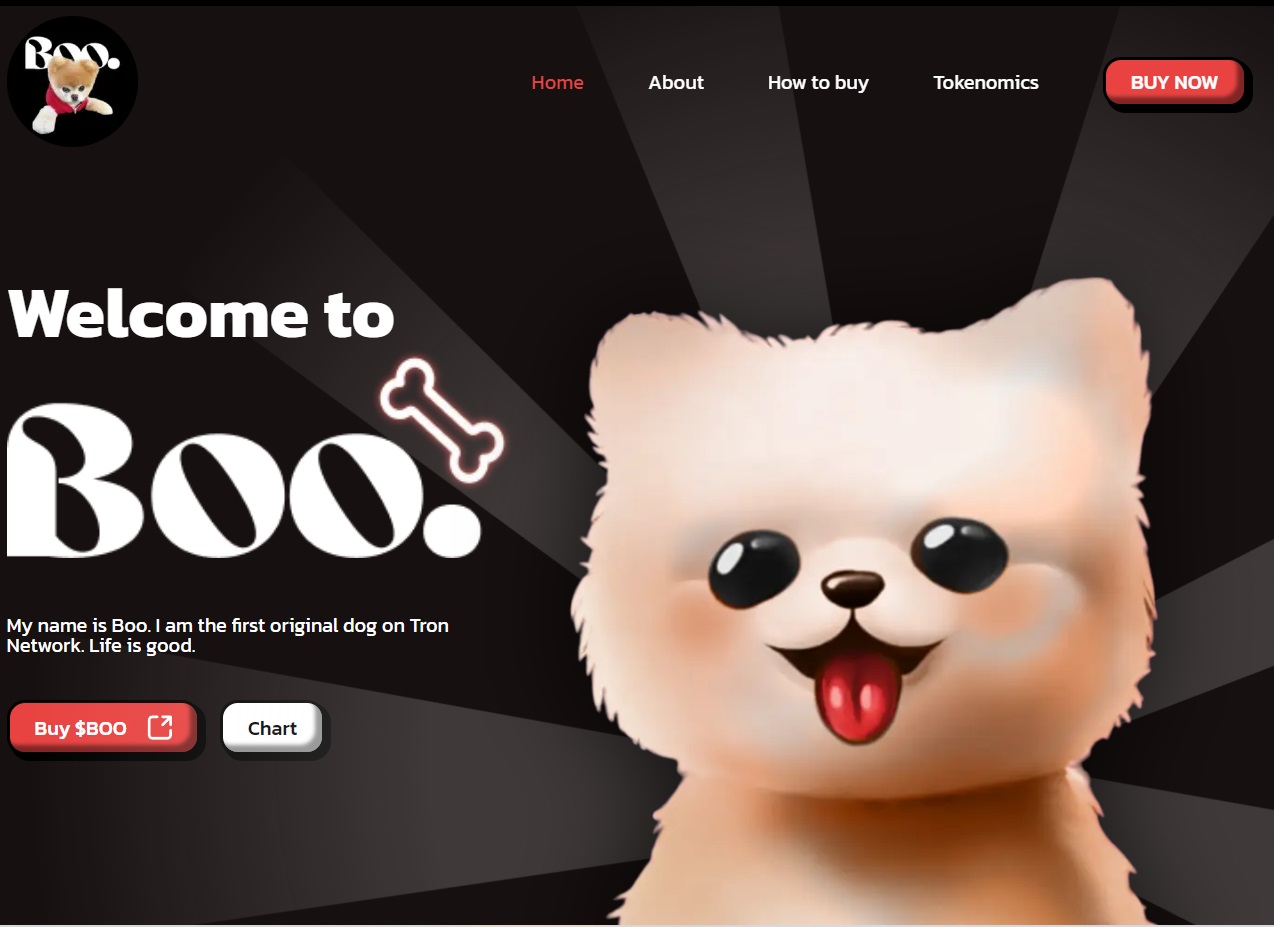 Boo.
Home About How to buy Tokenomics BUY NOW
Welcome to
Boo.
My name is Boo. I am the first original dog on Tron
Network. Life is good.
Buy $BOO Chart